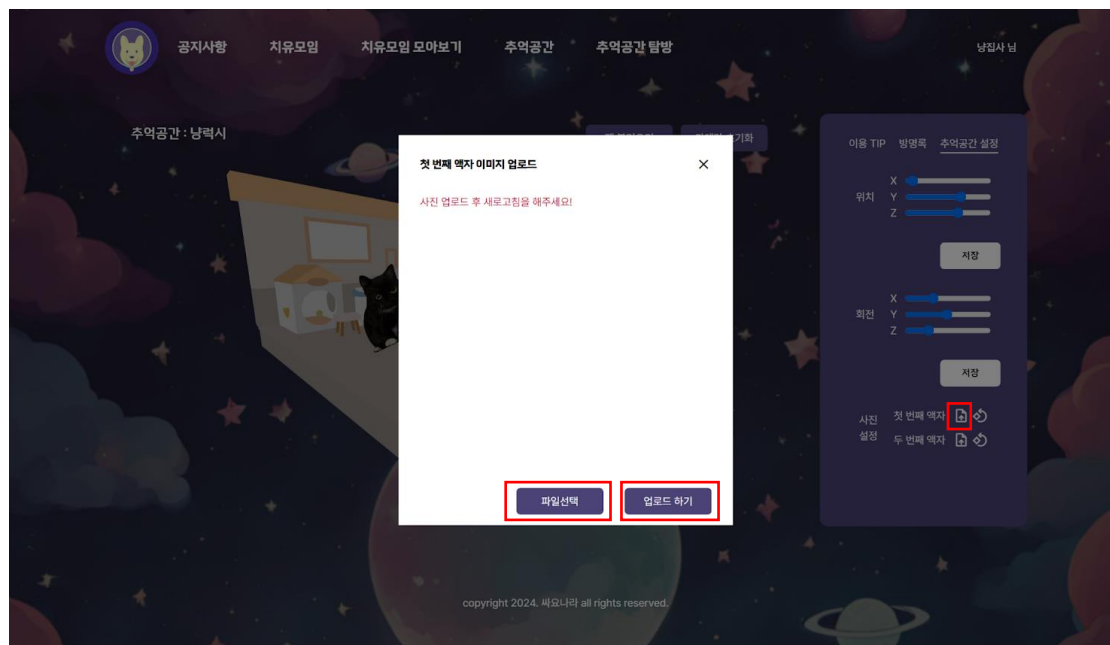 공지사항 치유모임 치유모임 모아보기 추억공간 추억공간 탐방 냥집사 님
추억공간 : 냥력시
기화
첫 번째 액자 이미지 업로드
사진 업로드 후 새로고침을 해주세요!
파일선택 업로드 하기
이용 TIP 방명록 추억공간 설정
위치
X
Y
Z
저장
회전
X
Y
Z
저장
사진 설정
첫 번째 액자
두 번째 액자
copyright 2024. 싸요나라 all rights reserved.